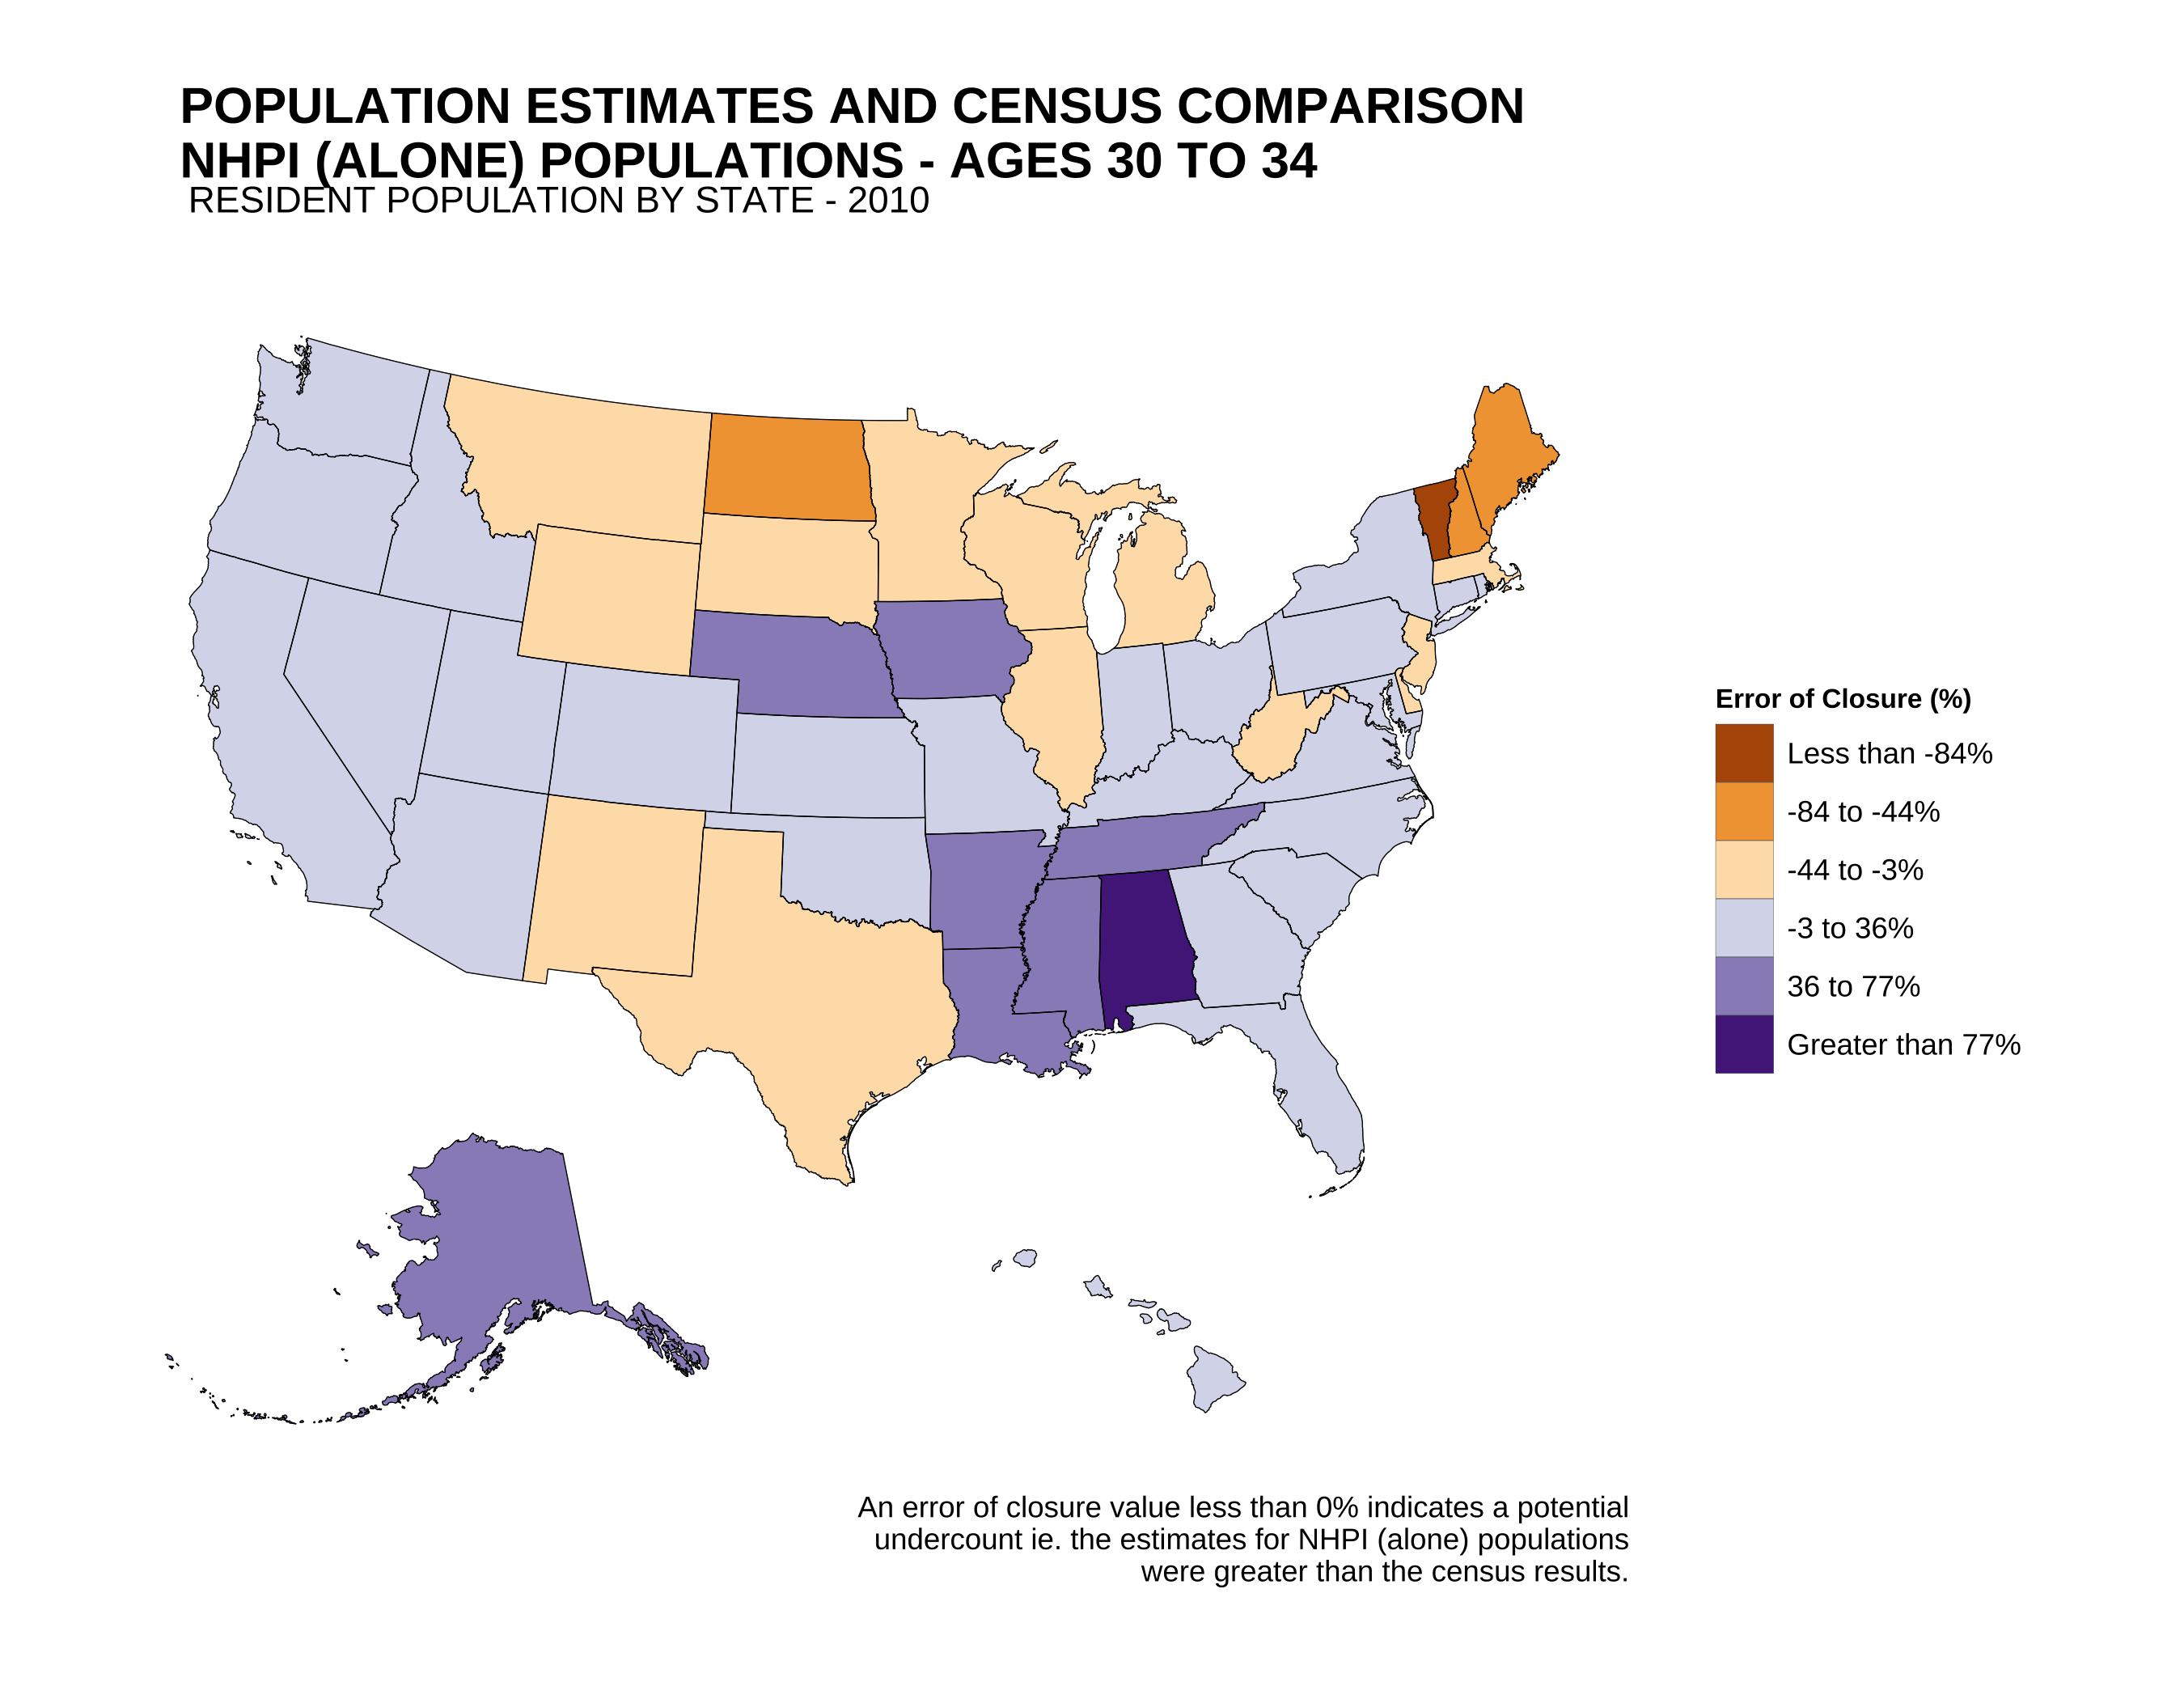 POPULATION ESTIMATES AND CENSUS COMPARISON
NHPI (ALONE) POPULATIONS - AGES 30 TO 34
RESIDENT POPULATION BY STATE - 2010
Error of Closure (%)
Less than -84%
-84 to -44%
-44 to -3%
-3 to 36%
36 to 77%
Greater than 77%
An error of closure value less than 0% indicates a potential
undercount ie. the estimates for NHPI (alone) populations
were greater than the census results.